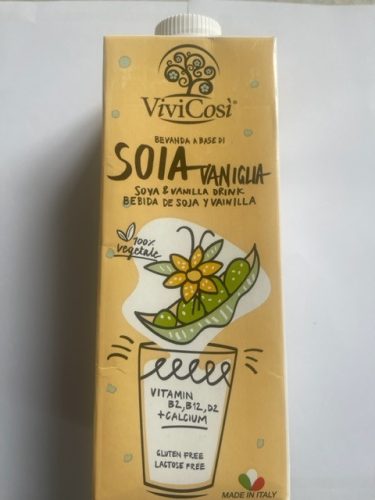 ViviCosì®
BEVANDA A BASE DI
SOIA VANIGLIA
SOYA & VANILLA DRINK
BEBIDA DE SOJA Y VAINILLA
100%
vegetale
VITAMIN
B2, B12, D2
+CALCIUM
GLUTEN FREE
LACTOSE FREE
MADE IN ITALY